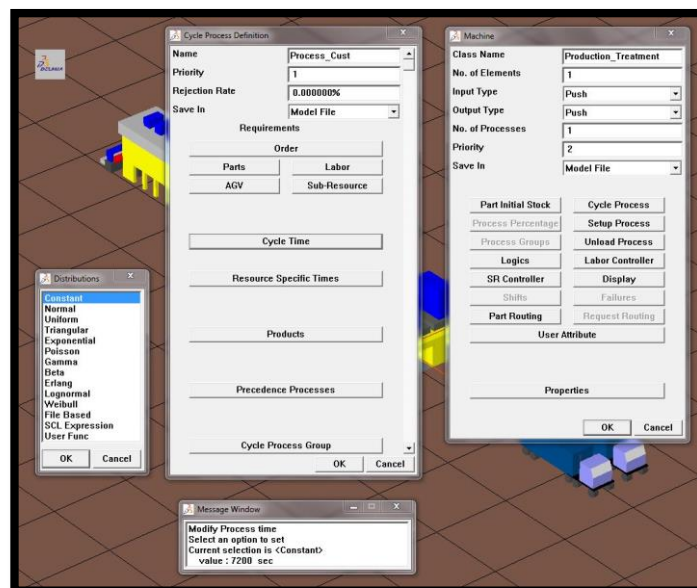 Cycle Process Definition
Name
Process_Cust
Priority
1
Rejection Rate
0.000000%
Save In
Model File
Requirements
Order
Parts
Labor
AGV
Sub-Resource
Cycle Time
Resource Specific Times
Products
Precedence Processes
Cycle Process Group
OK
Cancel
Machine
Class Name
Production_Treatment
No. of Elements
1
Input Type
Push
Output Type
Push
No. of Processes
1
Priority
2
Save In
Model File
Part Initial Stock
Cycle Process
Process Percentage
Setup Process
Process Groups
Unload Process
Logics
Labor Controller
SR Controller
Display
Shifts
Failures
Part Routing
Request Routing
User Attribute
Properties
OK
Cancel
Distributions
Constant
Normal
Uniform
Triangular
Exponential
Poisson
Gamma
Beta
Erlang
Lognormal
Weibull
File Based
SCL Expression
User Func
OK
Cancel
Message Window
Modify Process time
Select an option to set
Current selection is <Constant>
value : 7200 sec